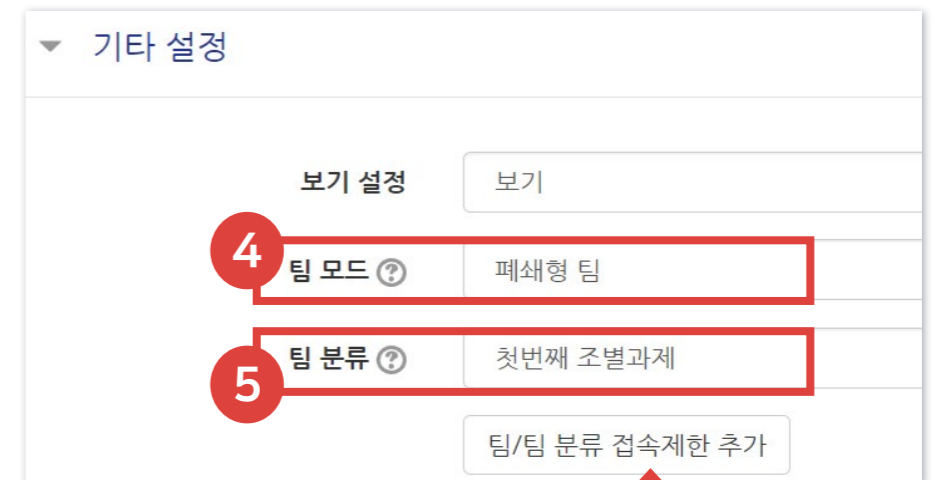 기타 설정
보기 설정 보기
4 팀 모드 ? 폐쇄형 팀
5 팀 분류 ? 첫번째 조별과제
팀/팀 분류 접속제한 추가